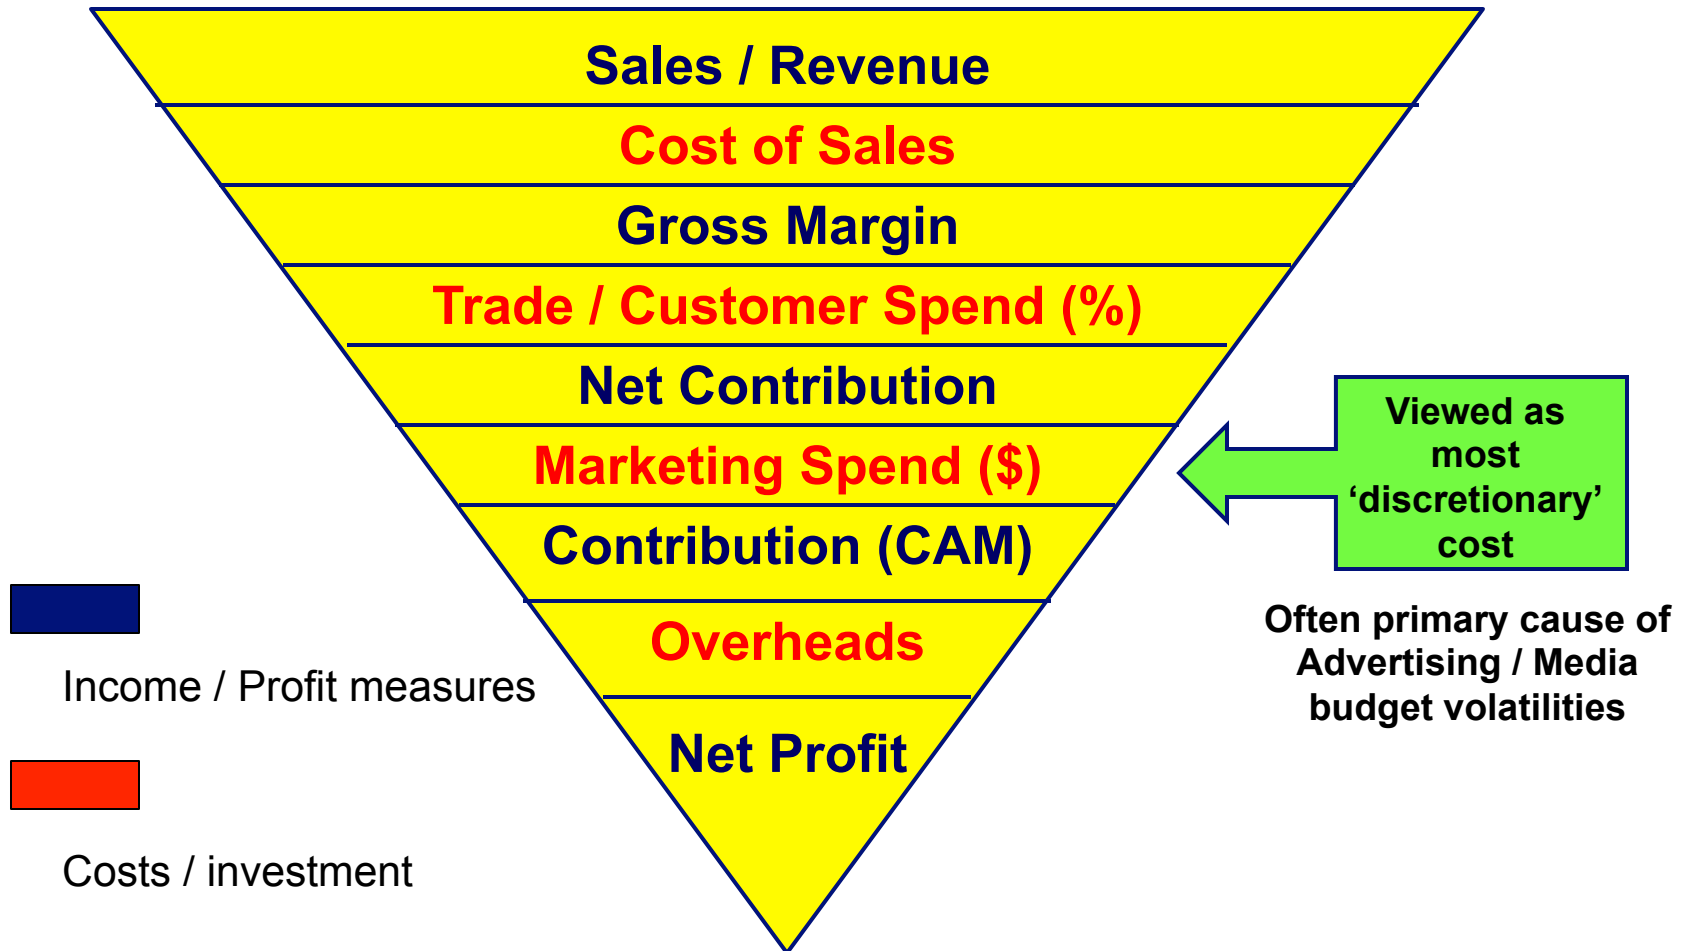 Sales / Revenue
Cost of Sales
Gross Margin
Trade / Customer Spend (%)
Net Contribution
Marketing Spend ($)
Contribution (CAM)
Overheads
Net Profit
Viewed as
most
‘discretionary’
cost
Often primary cause of
Advertising / Media
budget volatilities
Income / Profit measures
Costs / investment